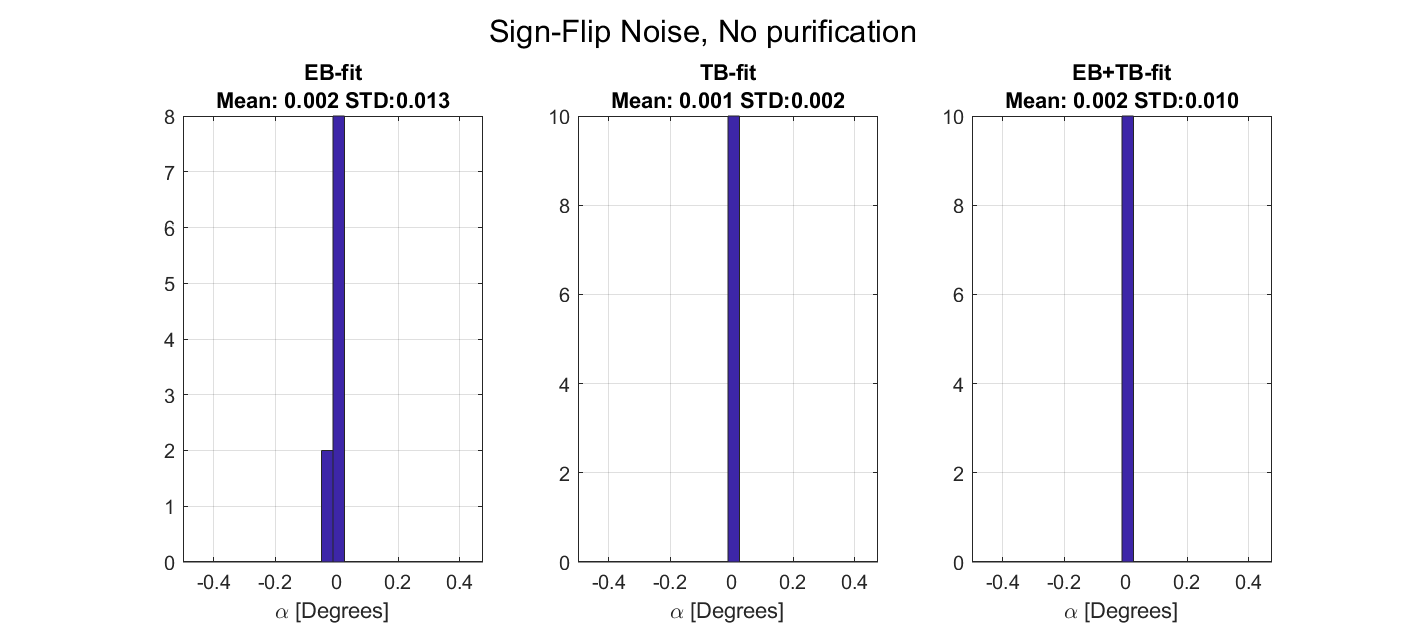 Sign-Flip Noise, No purification
EB-fit
Mean: 0.002 STD:0.013
8
7
6
5
4
3
2
1
0
-0.4 -0.2 0 0.2 0.4
α [Degrees]
TB-fit
Mean: 0.001 STD:0.002
10
8
6
4
2
0
-0.4 -0.2 0 0.2 0.4
α [Degrees]
EB+TB-fit
Mean: 0.002 STD:0.010
10
8
6
4
2
0
-0.4 -0.2 0 0.2 0.4
α [Degrees]